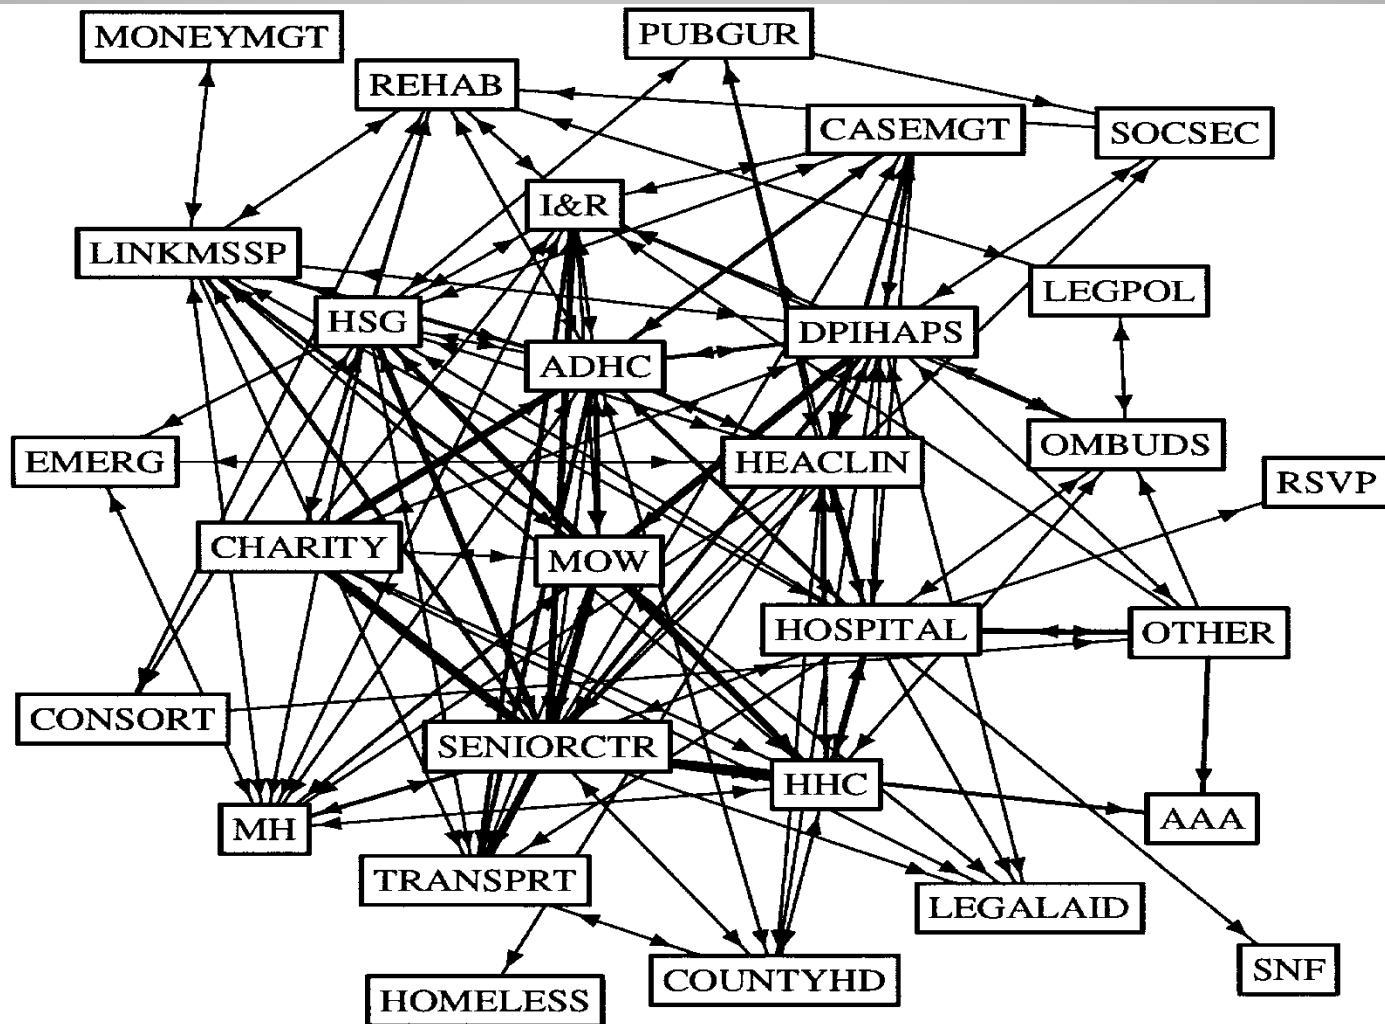 MONEYMGT
PUBGUR
REHAB
CASEMGT
SOCSEC
I&R
LINKMSSP
LEGPOL
HSG
DPIHAPS
ADHC
OMBUDS
EMERG
HEACLIN
RSVP
CHARITY
MOW
HOSPITAL
OTHER
CONSORT
SENIORCTR
HHC
MH
AAA
TRANSPRT
LEGALAID
SNF
COUNTYHD
HOMELESS